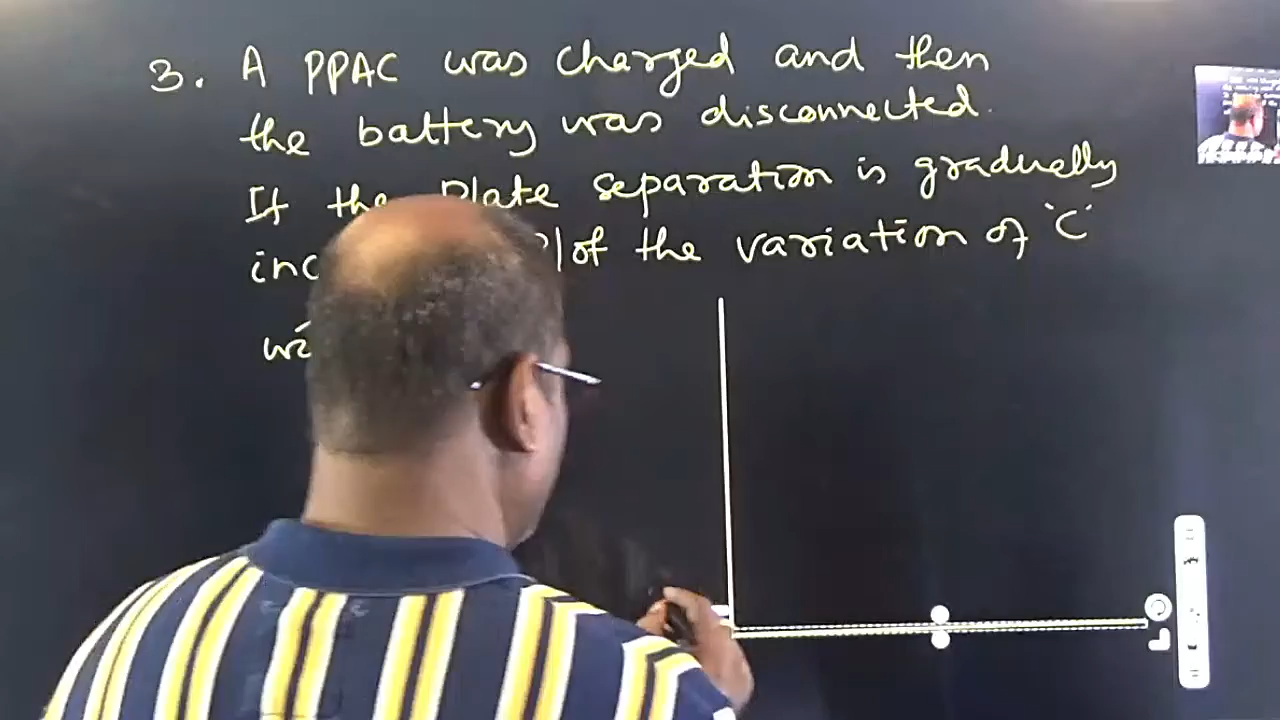 3. A PPAC was charged and then
the battery was disconnected.
If the Plate separation is gradually
of the variation of 'C'